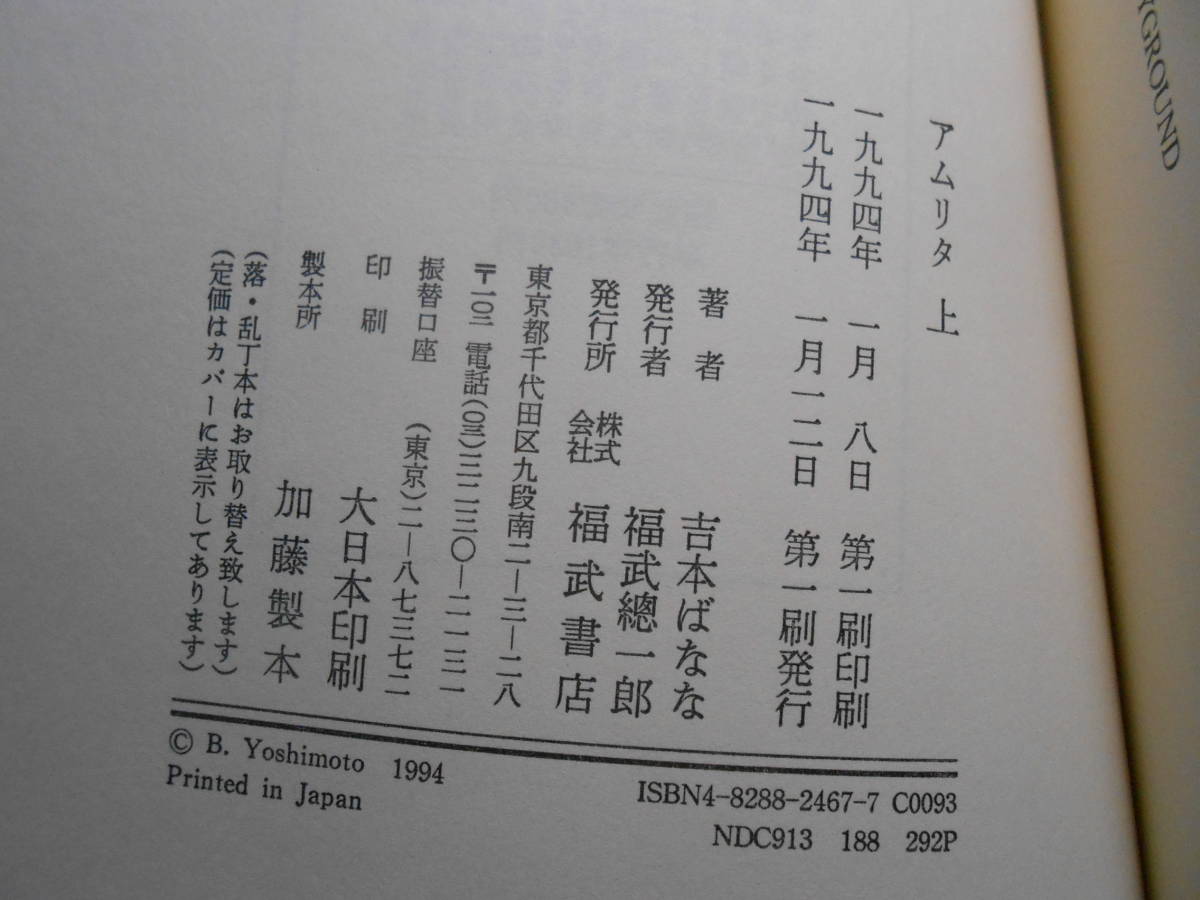 アムリタ 上
一九九四年 一月 八日 第一刷印刷
一九九四年 一月一二日 第一刷発行
著者 吉本ばなな
発行者 福武總一郎
発行所 株式会社 福武書店
東京都千代田区九段南二―三―二八
〒一〇二 電話(〇三)三二三〇―二一三一
振替口座 (東京)二―八七三七二
印刷 大日本印刷
製本所 加藤製本
(落・乱丁本はお取り替え致します)
(定価はカバーに表示してあります)
© B. Yoshimoto 1994
Printed in Japan
ISBN4-8288-2467-7 C0093
NDC913 188 292P
YGROUND